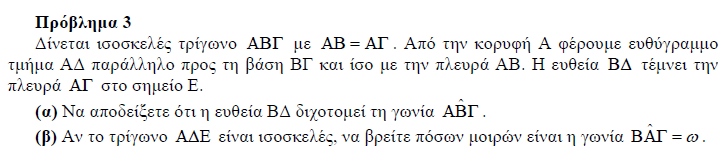 Πρόβλημα 3
Δίνεται ισοσκελές τρίγωνο ΑΒΓ με ΑΒ = ΑΓ . Από την κορυφή Α φέρουμε ευθύγραμμο
τμήμα ΑΔ παράλληλο προς τη βάση ΒΓ και ίσο με την πλευρά ΑΒ. Η ευθεία ΒΔ τέμνει την
πλευρά ΑΓ στο σημείο Ε.
(α) Να αποδείξετε ότι η ευθεία ΒΔ διχοτομεί τη γωνία ΑΒ̂Γ .
(β) Αν το τρίγωνο ΑΔΕ είναι ισοσκελές, να βρείτε πόσων μοιρών είναι η γωνία ΒΑ̂Γ = ω .